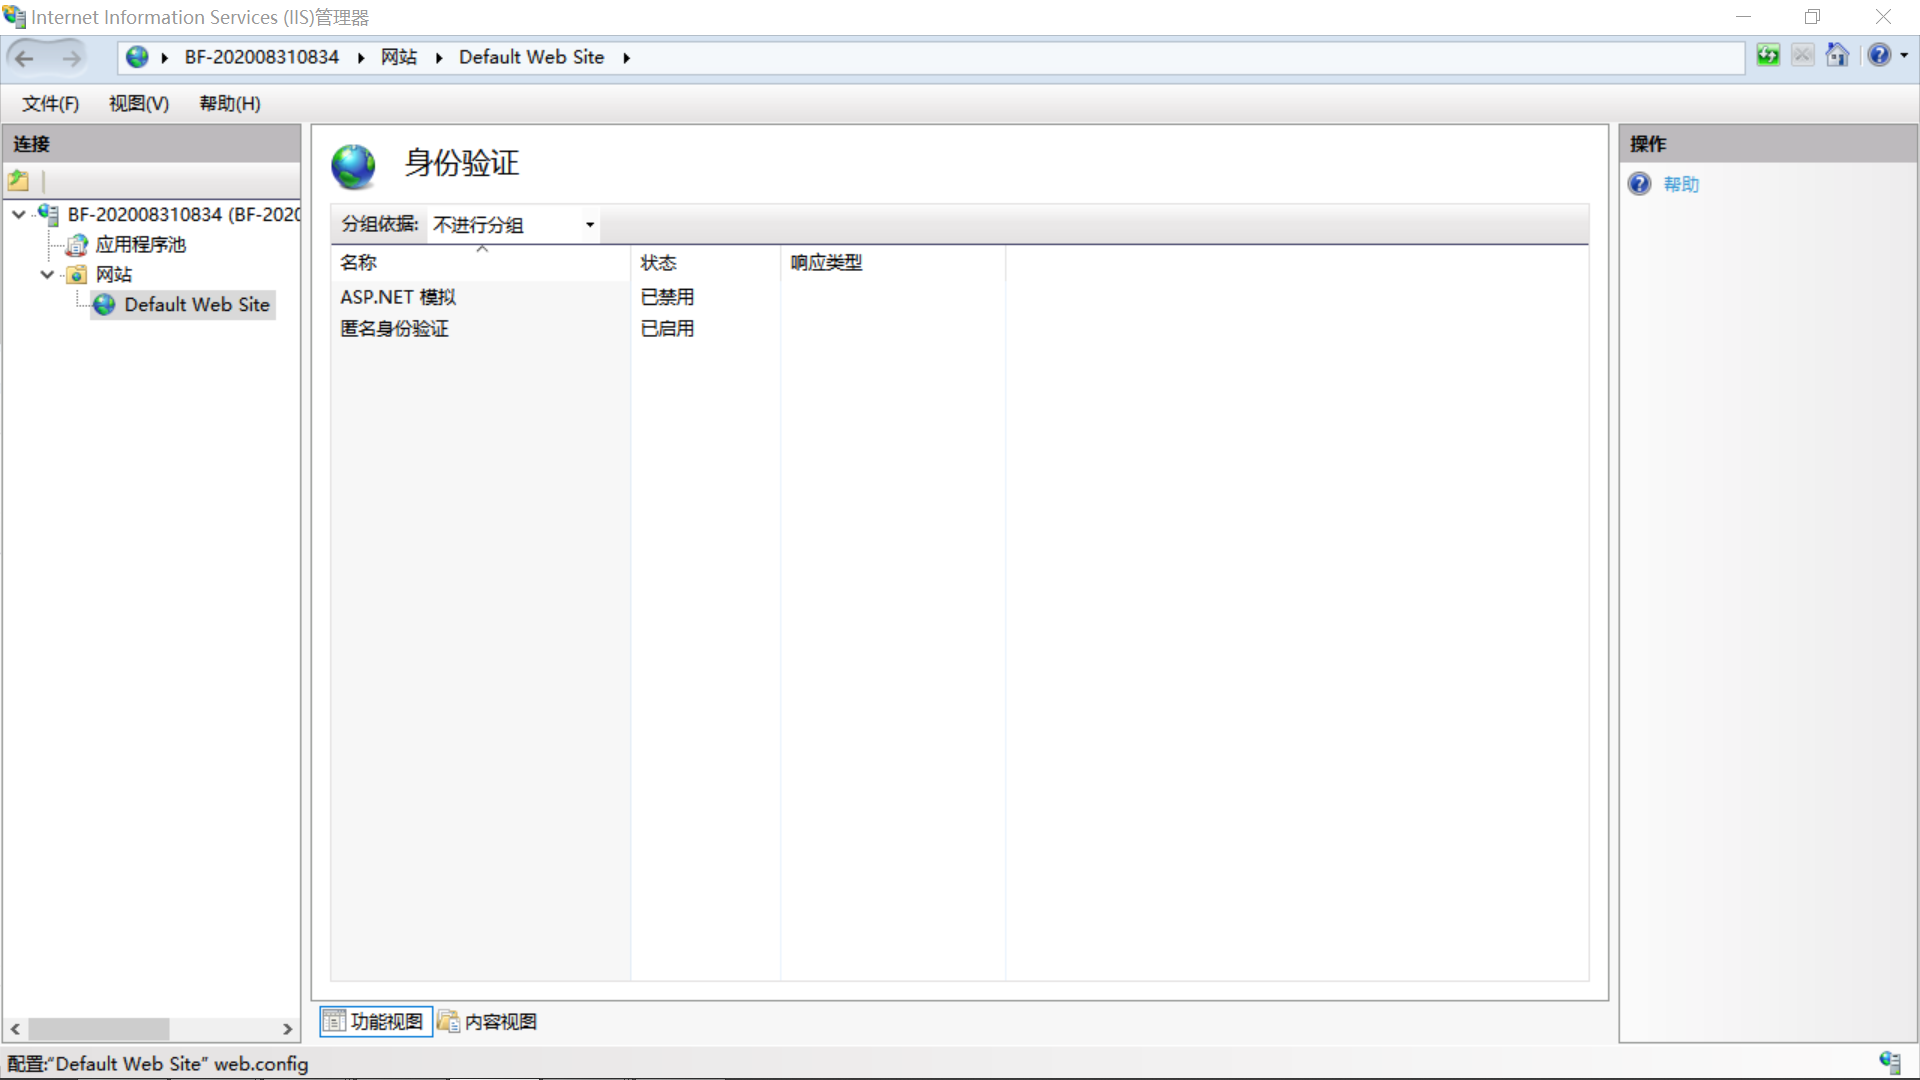 Internet Information Services (IIS)管理器
BF-202008310834 网站 Default Web Site
文件(F) 视图(V) 帮助(H)
连接
BF-202008310834 (BF-202
应用程序池
网站
Default Web Site
身份验证
分组依据: 不进行分组
名称 状态 响应类型
ASP.NET 模拟 已禁用
匿名身份验证 已启用
功能视图 内容视图
操作
帮助
配置:“Default Web Site” web.config